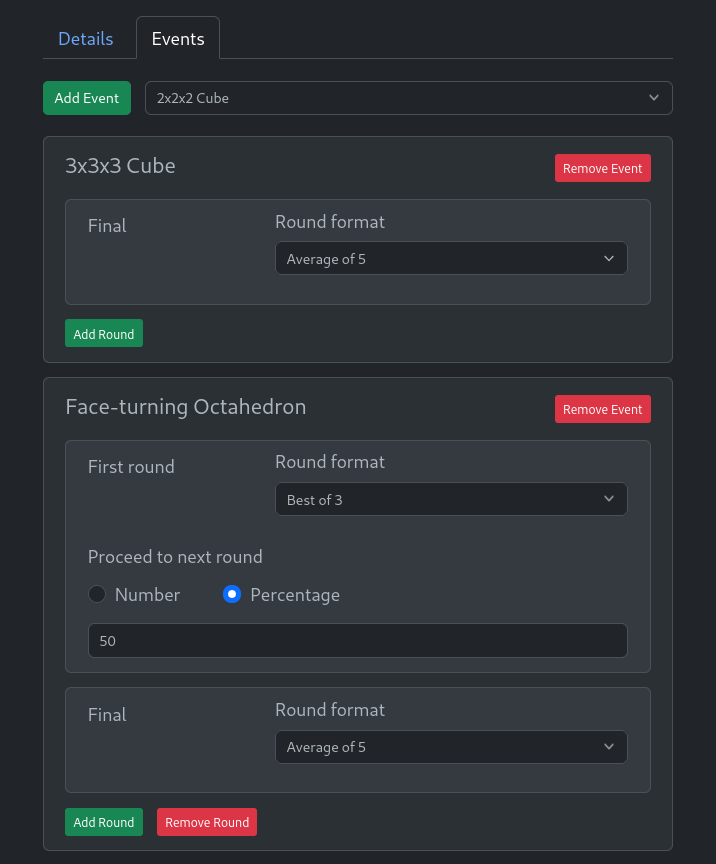 Details Events
Add Event 2x2x2 Cube
3x3x3 Cube Remove Event
Final Round format
Average of 5
Add Round
Face-turning Octahedron Remove Event
First round Round format
Best of 3
Proceed to next round
Number Percentage
50
Final Round format
Average of 5
Add Round Remove Round